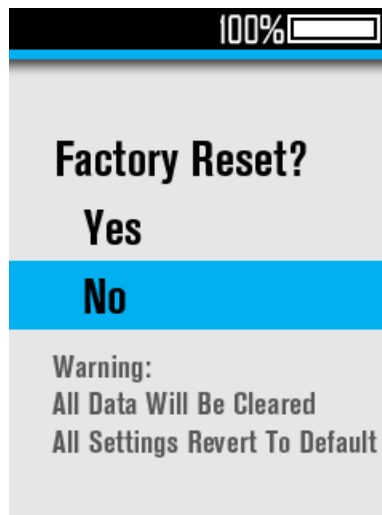 100%
Factory Reset?
Yes
No
Warning:
All Data Will Be Cleared
All Settings Revert To Default